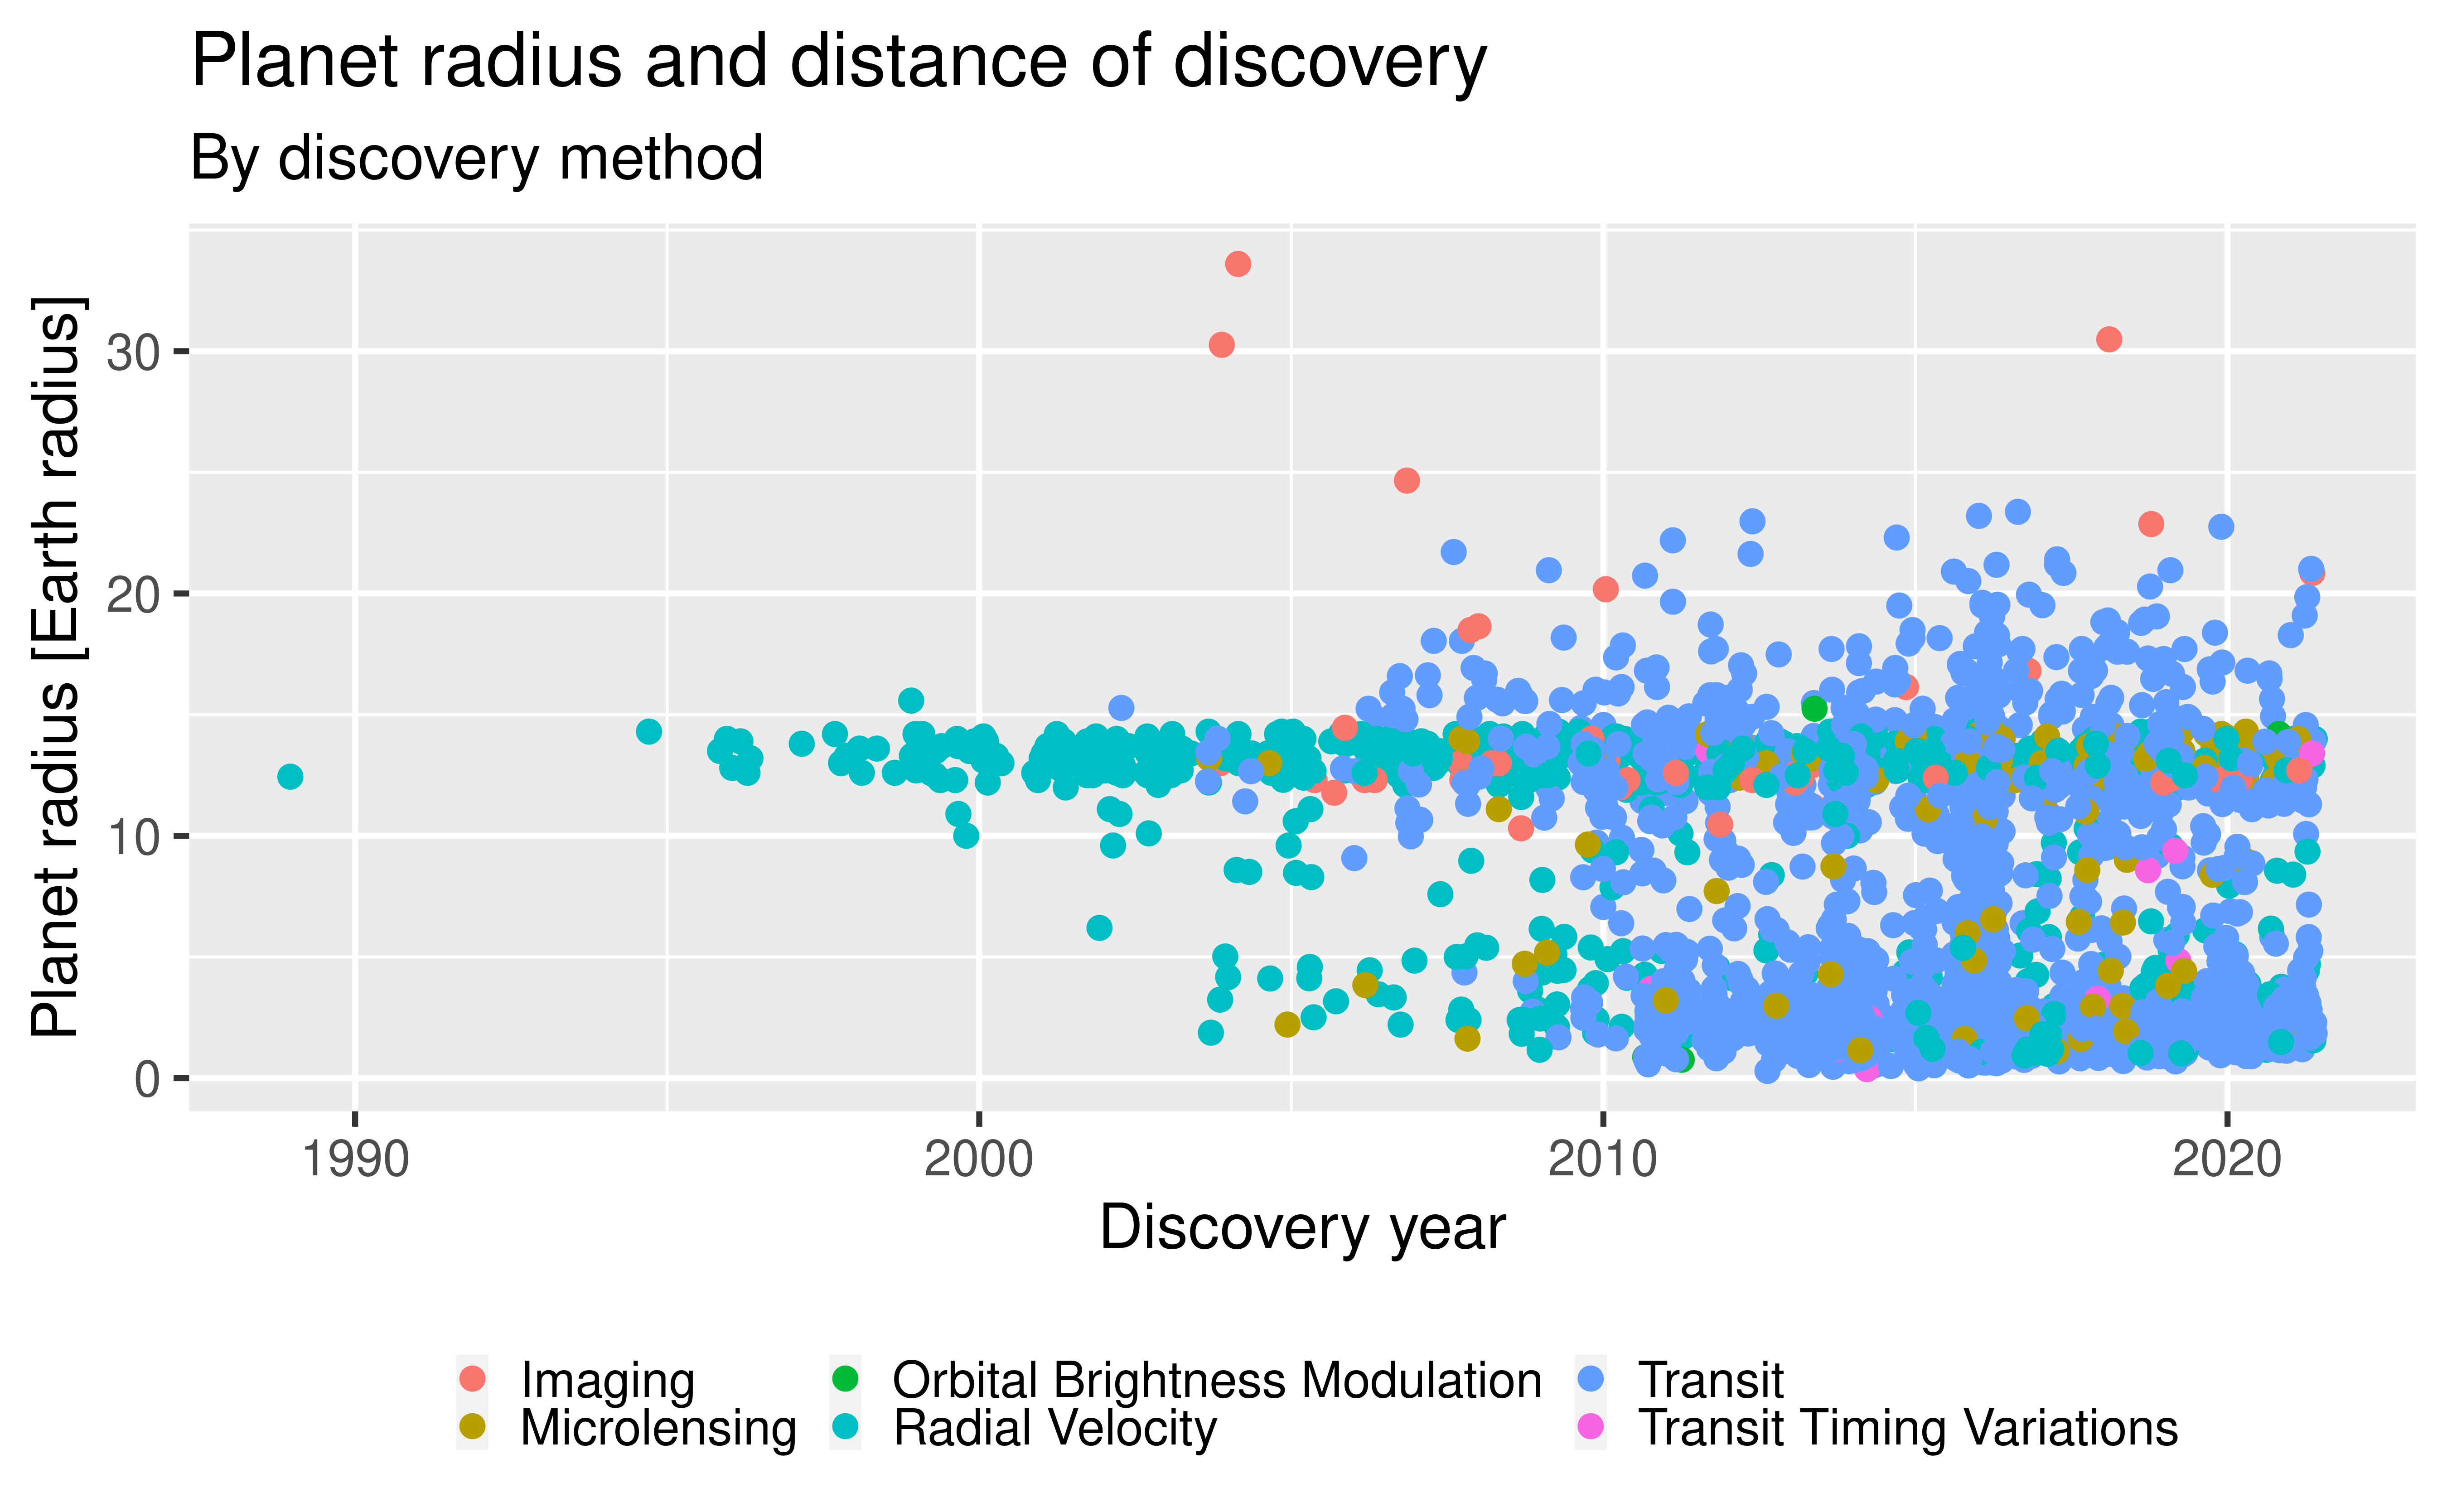 Planet radius and distance of discovery
By discovery method
Planet radius [Earth radius]
30
20
10
0
1990 2000 2010 2020
Discovery year
Imaging Orbital Brightness Modulation Transit
Microlensing Radial Velocity Transit Timing Variations